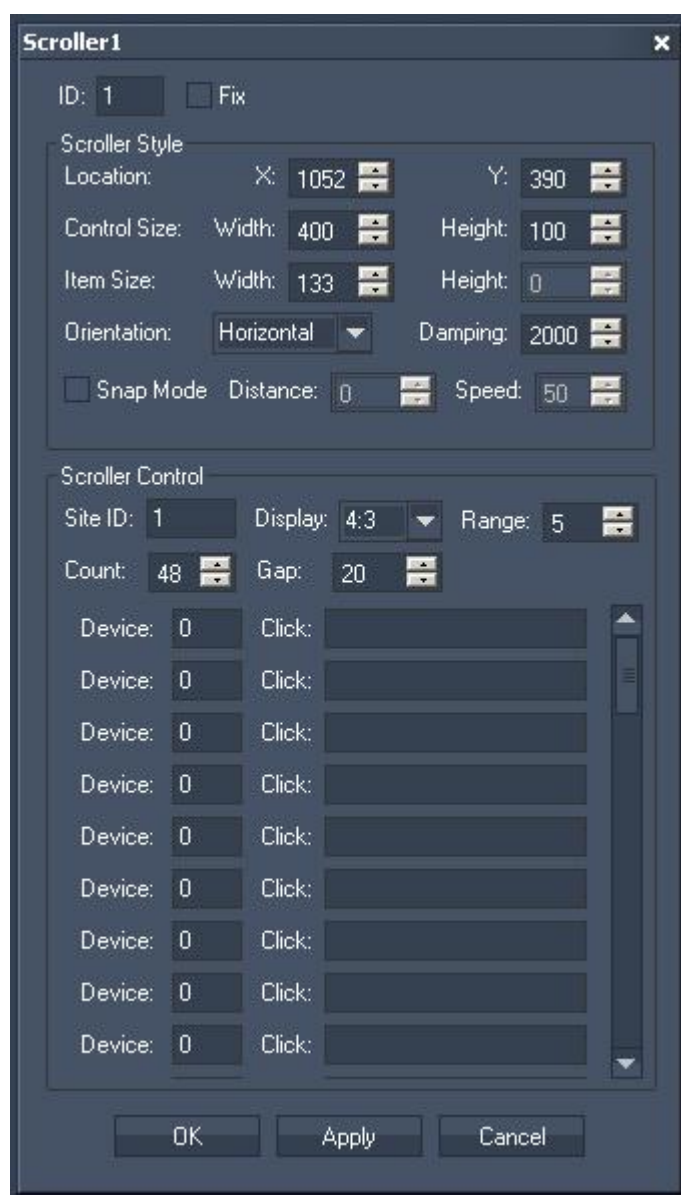 Scroller1
ID: 1 Fix
Scroller Style
Location: X: 1052 Y: 390
Control Size: Width: 400 Height: 100
Item Size: Width: 133 Height: 0
Orientation: Horizontal Damping: 2000
Snap Mode Distance: 0 Speed: 50
Scroller Control
Site ID: 1 Display: 4:3 Range: 5
Count: 48 Gap: 20
Device: 0 Click:
Device: 0 Click:
Device: 0 Click:
Device: 0 Click:
Device: 0 Click:
Device: 0 Click:
Device: 0 Click:
Device: 0 Click:
Device: 0 Click:
OK Apply Cancel